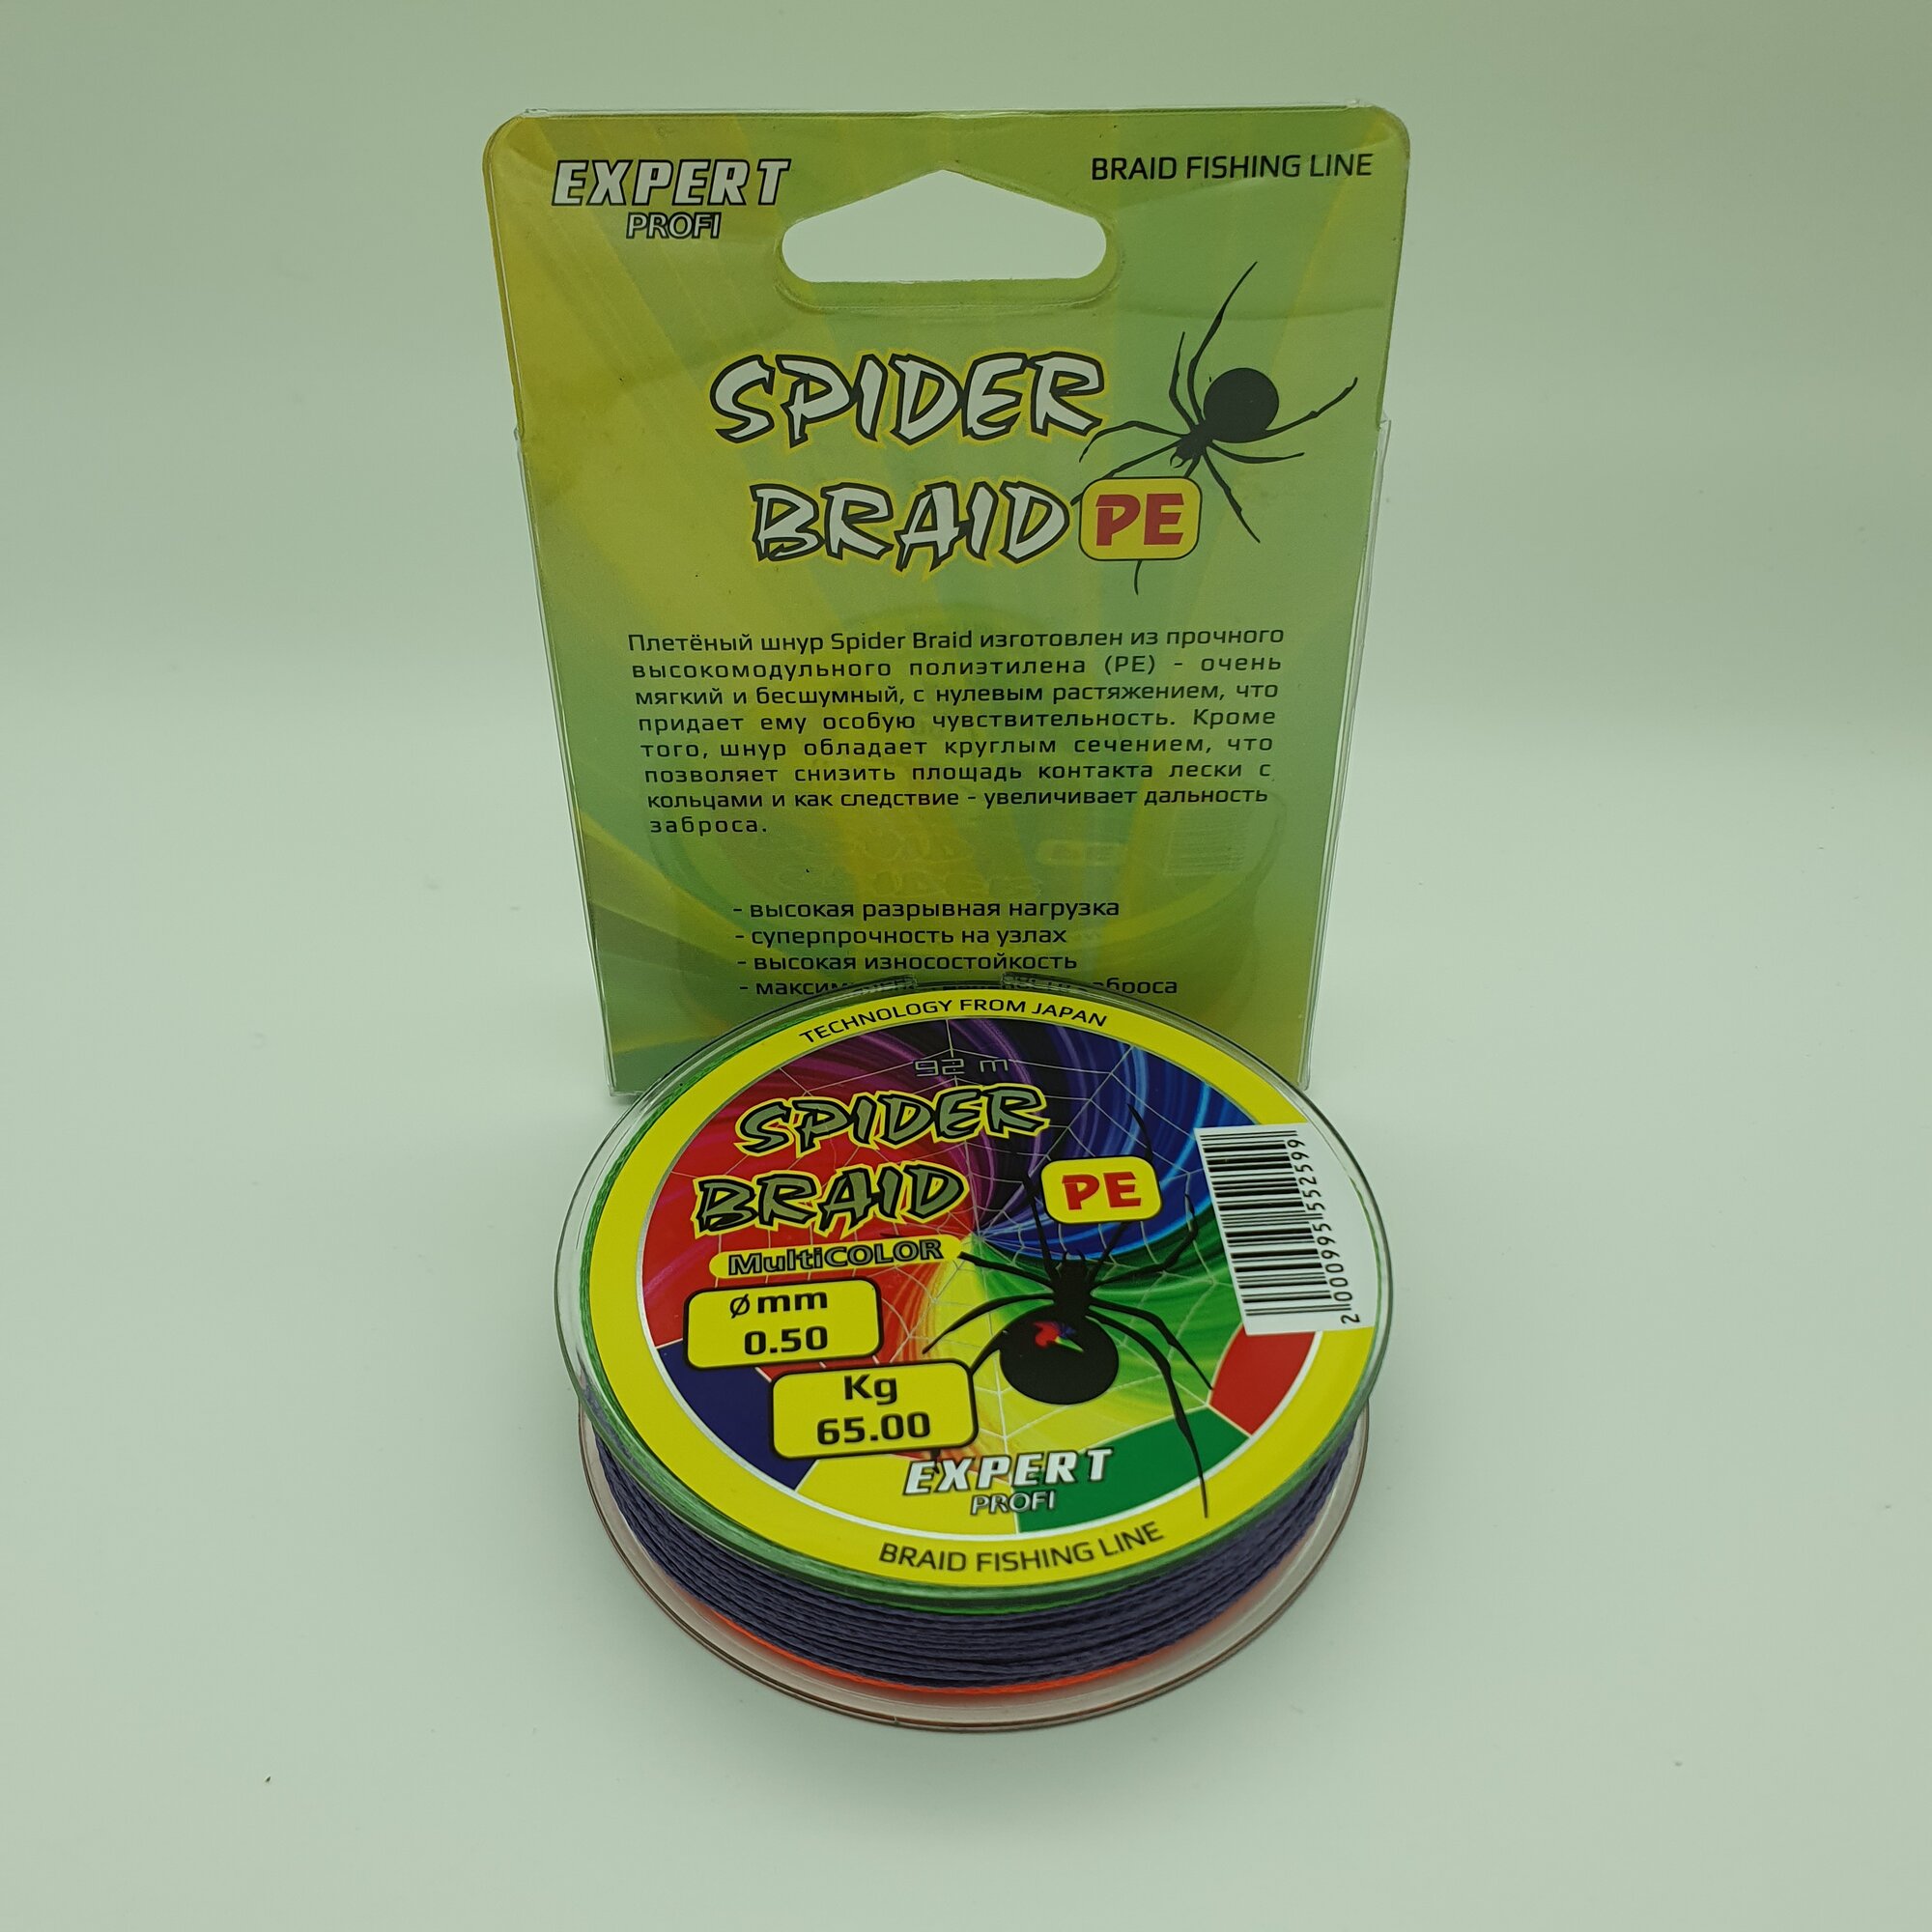 EXPERT
PROFI
BRAID FISHING LINE
SPIDER
BRAID PE
Плетёный шнур Spider Braid изготовлен из прочного
высокомодульного полиэтилена (PE) - очень
мягкий и бесшумный, с нулевым растяжением, что
придает ему особую чувствительность. Кроме
того, шнур обладает круглым сечением, что
позволяет снизить площадь контакта лески с
кольцами и как следствие - увеличивает дальность
заброса.
- высокая разрывная нагрузка
- суперпрочность на узлах
- высокая износостойкость
TECHNOLOGY FROM JAPAN
92 m
SPIDER
BRAID PE
MultiCOLOR
Ømm
0.50
Kg
65.00
EXPERT
PROFI
BRAID FISHING LINE
2000995552599